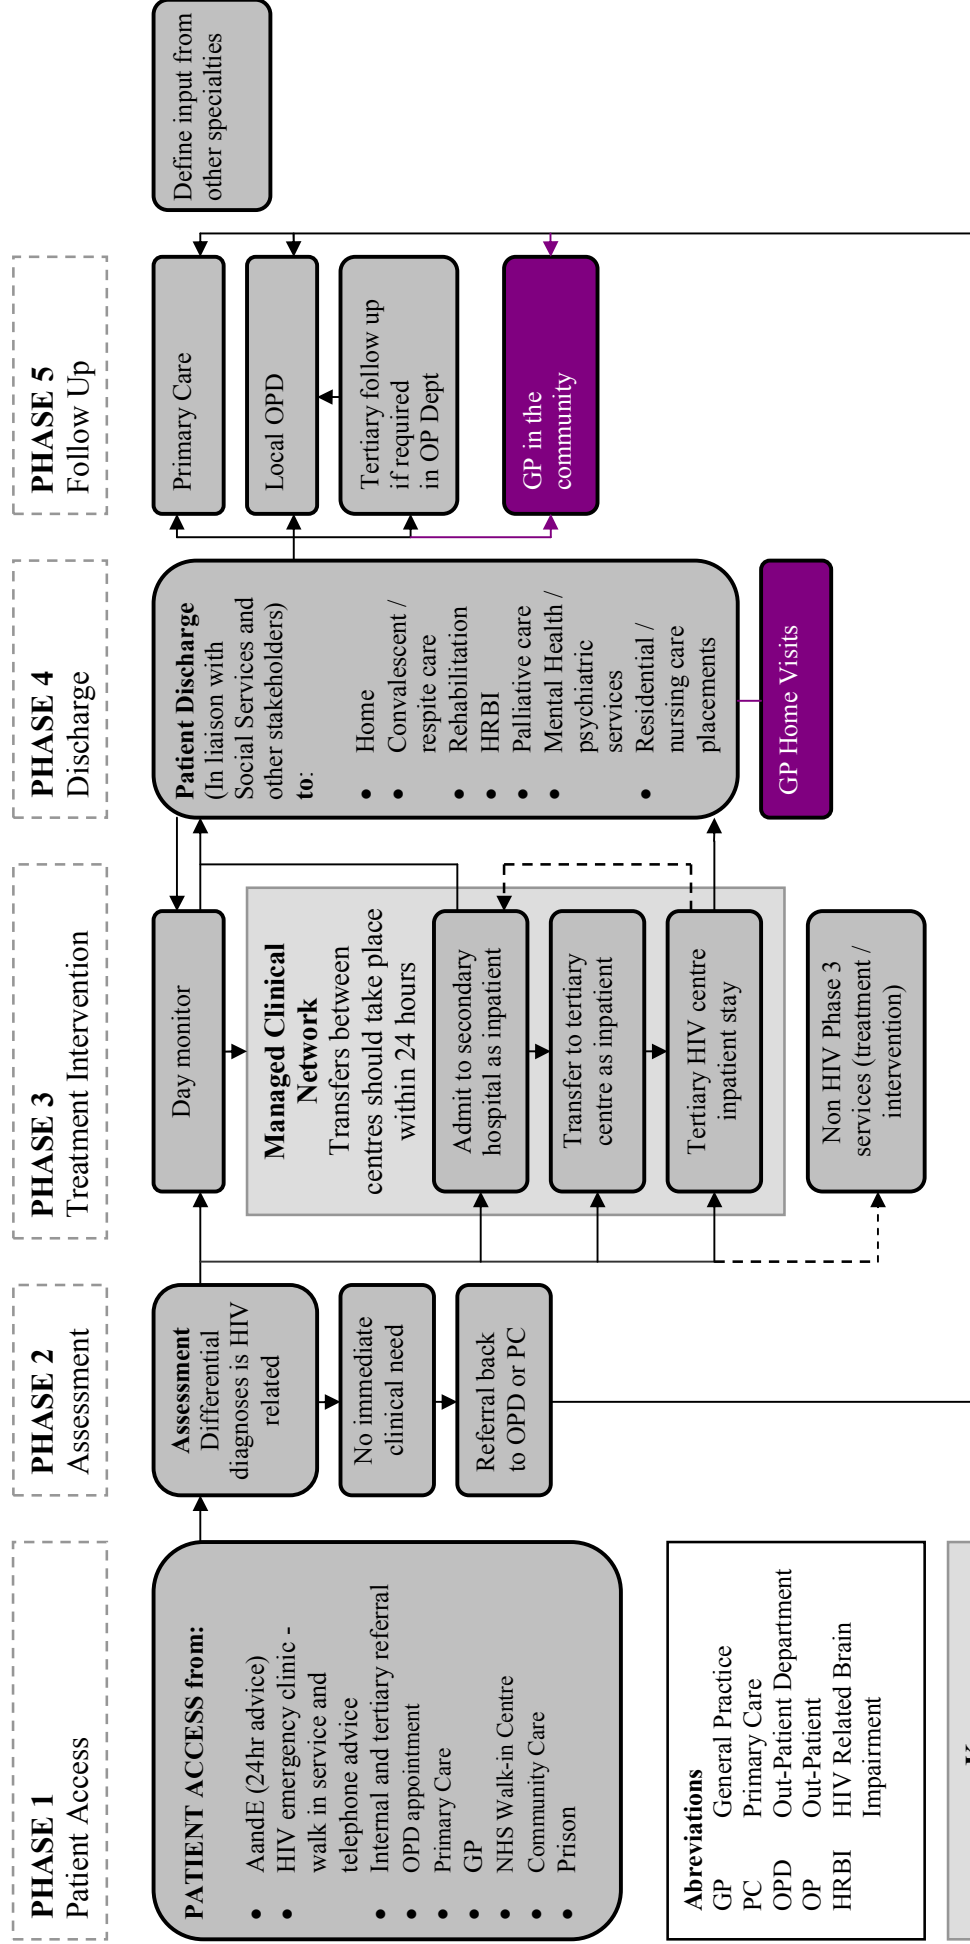 PHASE 1
Patient Access
PHASE 2
Assessment
PHASE 3
Treatment Intervention
PHASE 4
Discharge
PHASE 5
Follow Up
PATIENT ACCESS from:
• AandE (24hr advice)
• HIV emergency clinic -
walk in service and
telephone advice
• Internal and tertiary referral
• OPD appointment
• Primary Care
• GP
• NHS Walk-in Centre
• Community Care
• Prison
Assessment
Differential
diagnoses is HIV
related
No immediate
clinical need
Referral back
to OPD or PC
Day monitor
Managed Clinical
Network
Transfers between
centres should take place
within 24 hours
Admit to secondary
hospital as inpatient
Transfer to tertiary
centre as inpatient
Tertiary HIV centre
inpatient stay
Non HIV Phase 3
services (treatment /
intervention)
Patient Discharge
(In liaison with
Social Services and
other stakeholders)
to:
• Home
• Convalescent /
respite care
• Rehabilitation
• HRBI
• Palliative care
• Mental Health /
psychiatric
services
• Residential /
nursing care
placements
GP Home Visits
Primary Care
Local OPD
Tertiary follow up
if required
in OP Dept
GP in the
community
Define input from
other specialties
Abreviations
GP General Practice
PC Primary Care
OPD Out-Patient Department
OP Out-Patient
HRBI HIV Related Brain
Impairment